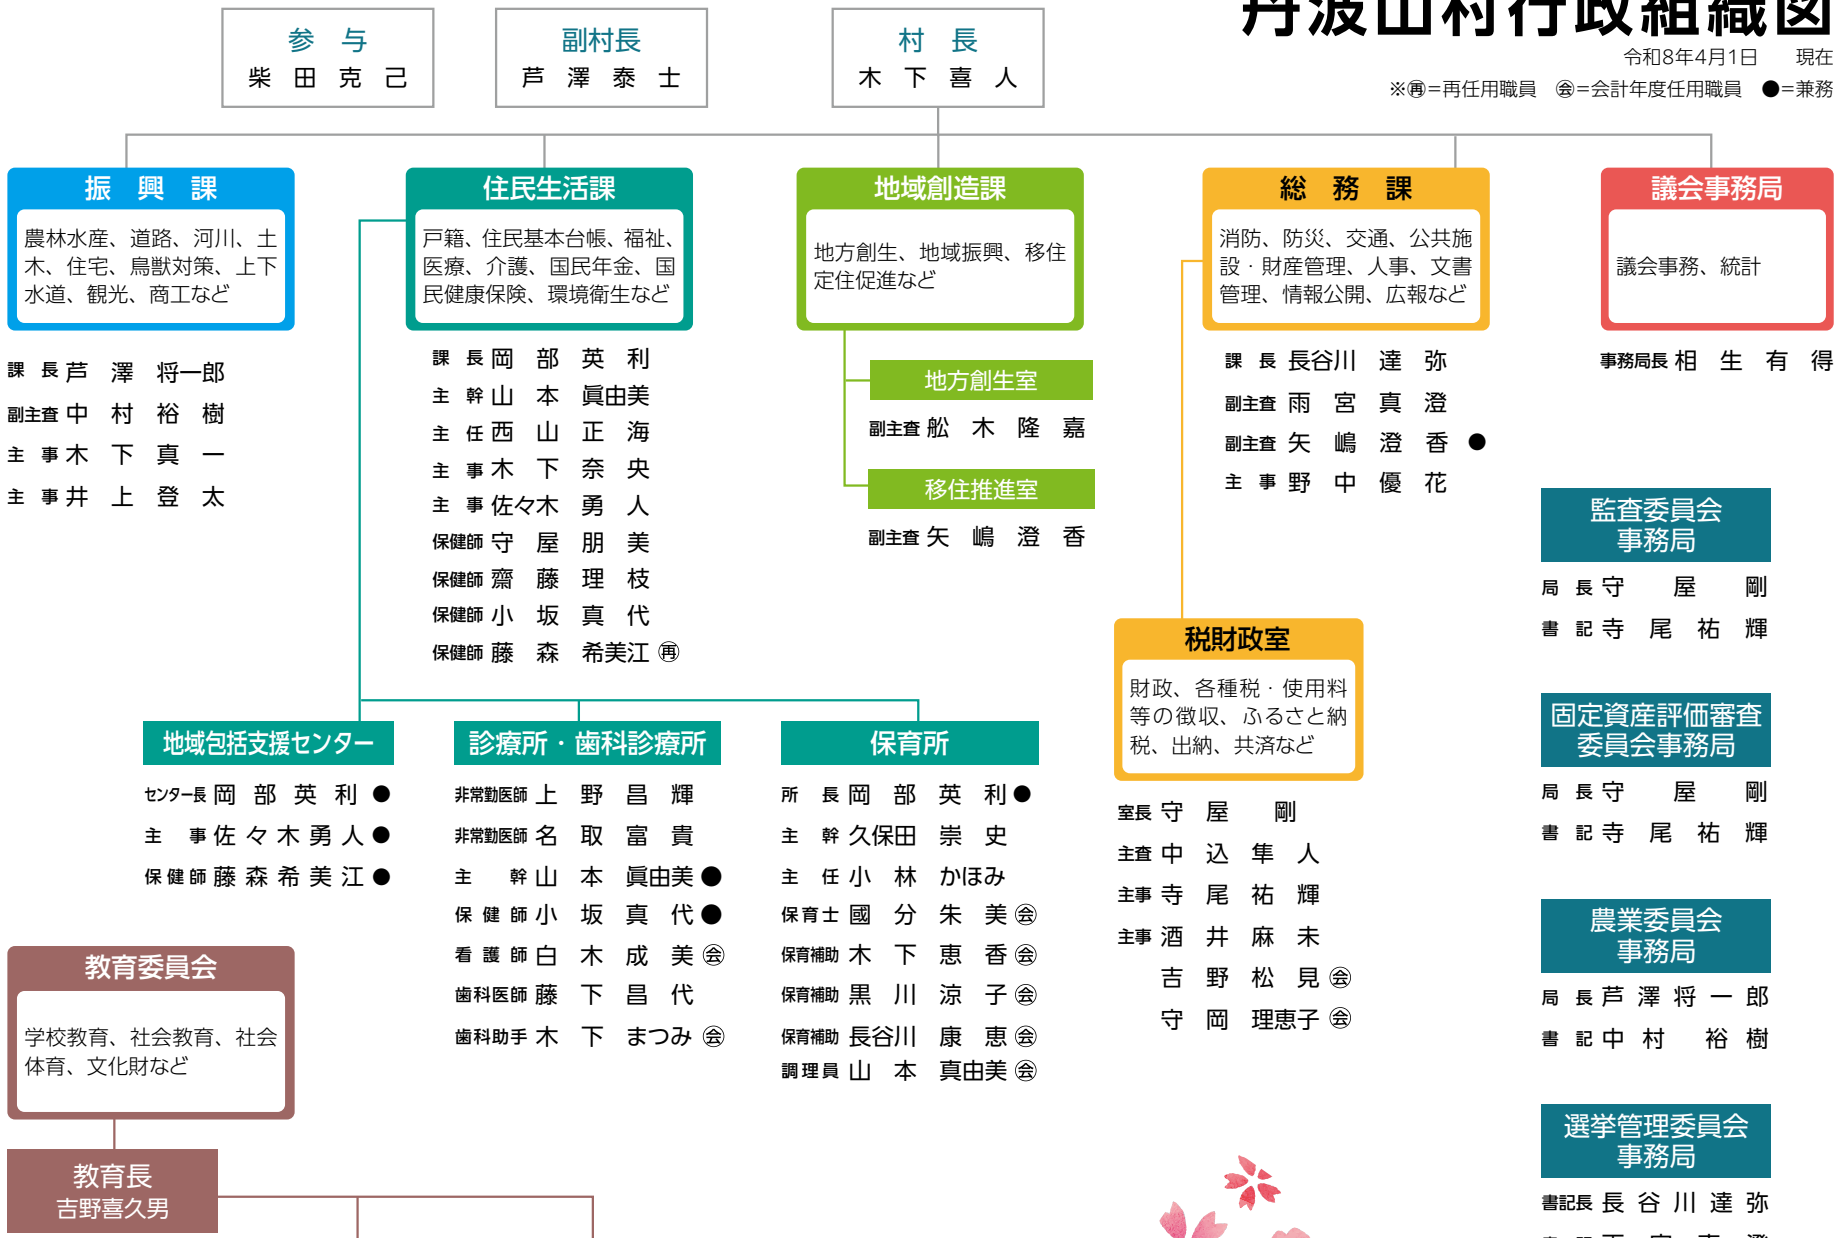 丹波山村行政組織図
令和8年4月1日　現在
※㊢=再任用職員　㊓=会計年度任用職員　●=兼務
参　与
柴　田　克　己
副村長
芦　澤　泰　士
村　長
木　下　喜　人
振　興　課
農林水産、道路、河川、土
木、住宅、鳥獣対策、上下
水道、観光、商工など
課　長 芦　澤　将一郎
副主査 中　村　裕　樹
主　事 木　下　真　一
主　事 井　上　登　太
住民生活課
戸籍、住民基本台帳、福祉、
医療、介護、国民年金、国
民健康保険、環境衛生など
課　長 岡　部　英　利
主　幹 山　本　眞由美
主　任 西　山　正　海
主　事 木　下　奈　央
主　事 佐々木　勇　人
保健師 守　屋　朋　美
保健師 齋　藤　理　枝
保健師 小　坂　真　代
保健師 藤　森　希美江 再
地域創造課
地方創生、地域振興、移住
定住促進など
地方創生室
副主査 舩　木　隆　嘉
移住推進室
副主査 矢　嶋　澄　香
総　務　課
消防、防災、交通、公共施
設・財産管理、人事、文書
管理、情報公開、広報など
課　長 長谷川　達　弥
副主査 雨　宮　真　澄
副主査 矢　嶋　澄　香 ●
主　事 野　中　優　花
議会事務局
議会事務、統計
事務局長 相　生　有　得
税財政室
財政、各種税・使用料
等の徴収、ふるさと納
税、出納、共済など
室長 守　屋　　剛
主査 中　込　隼　人
主事 寺　尾　祐　輝
主事 酒　井　麻　未
吉　野　松　見 会
守　岡　理恵子 会
地域包括支援センター
センター長 岡　部　英　利 ●
主　事 佐々木勇人 ●
保健師 藤森希美江 ●
診療所・歯科診療所
非常勤医師 上　野　昌　輝
非常勤医師 名　取　富　貴
主　幹 山　本　眞由美 ●
保健師 小　坂　真　代 ●
看護師 白　木　成　美 会
歯科医師 藤　下　昌　代
歯科助手 木　下　まつみ 会
保育所
所　長 岡　部　英　利 ●
主　幹 久保田　崇　史
主　任 小　林　かほみ
保育士 國　分　朱　美 会
保育補助 木　下　恵　香 会
保育補助 黒　川　涼　子 会
保育補助 長谷川　康　恵 会
調理員 山　本　真由美 会
監査委員会
事務局
局　長 守　屋　剛
書　記 寺　尾　祐　輝
固定資産評価審査
委員会事務局
局　長 守　屋　剛
書　記 寺　尾　祐　輝
農業委員会
事務局
局　長 芦澤将一郎
書　記 中村　裕樹
選挙管理委員会
事務局
書記長 長谷川達弥
教育委員会
学校教育、社会教育、社会
体育、文化財など
教育長
吉野喜久男